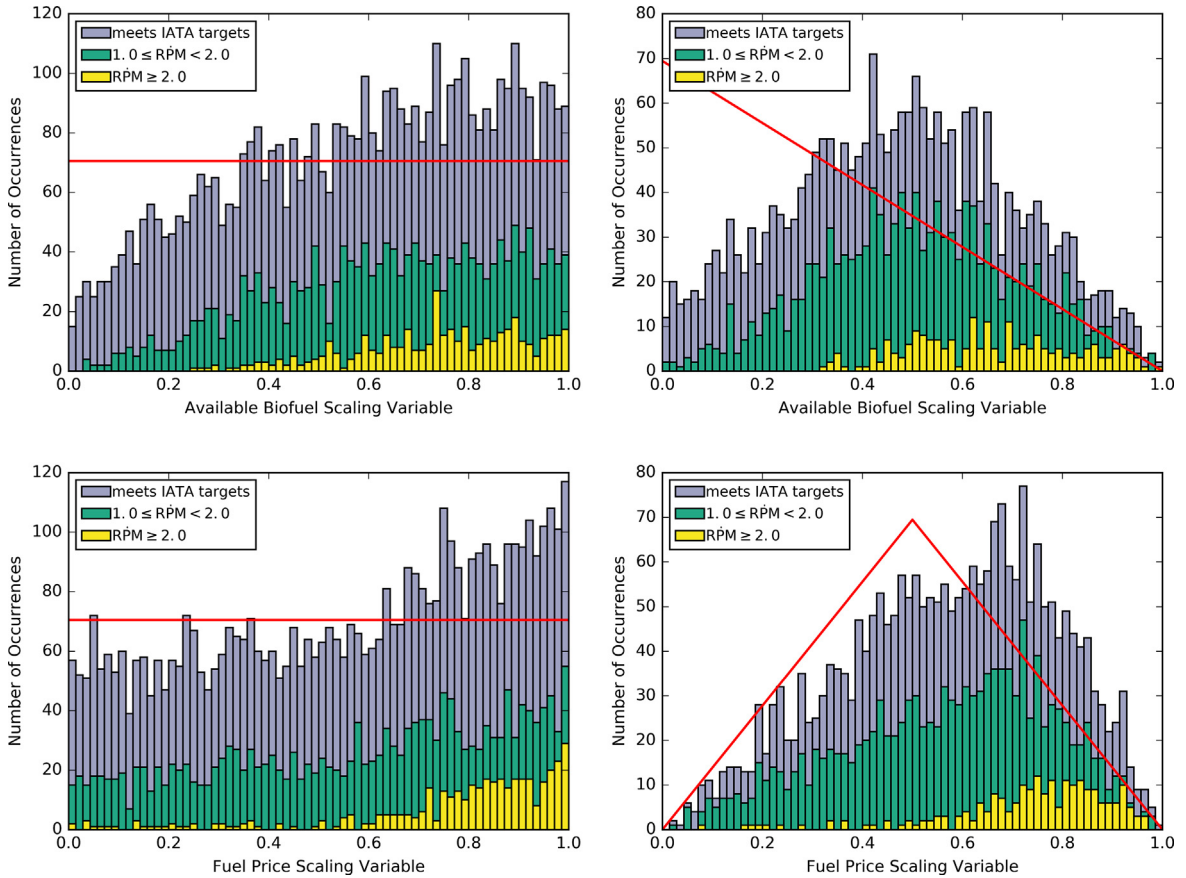 120
100
80
60
40
20
0
Number of Occurrences
meets IATA targets
1.0 ≤ RṖM < 2.0
RṖM ≥ 2.0
0.0 0.2 0.4 0.6 0.8 1.0
Available Biofuel Scaling Variable
80
70
60
50
40
30
20
10
0
Number of Occurrences
meets IATA targets
1.0 ≤ RṖM < 2.0
RṖM ≥ 2.0
0.0 0.2 0.4 0.6 0.8 1.0
Available Biofuel Scaling Variable
120
100
80
60
40
20
0
Number of Occurrences
meets IATA targets
1.0 ≤ RṖM < 2.0
RṖM ≥ 2.0
0.0 0.2 0.4 0.6 0.8 1.0
Fuel Price Scaling Variable
80
70
60
50
40
30
20
10
0
Number of Occurrences
meets IATA targets
1.0 ≤ RṖM < 2.0
RṖM ≥ 2.0
0.0 0.2 0.4 0.6 0.8 1.0
Fuel Price Scaling Variable